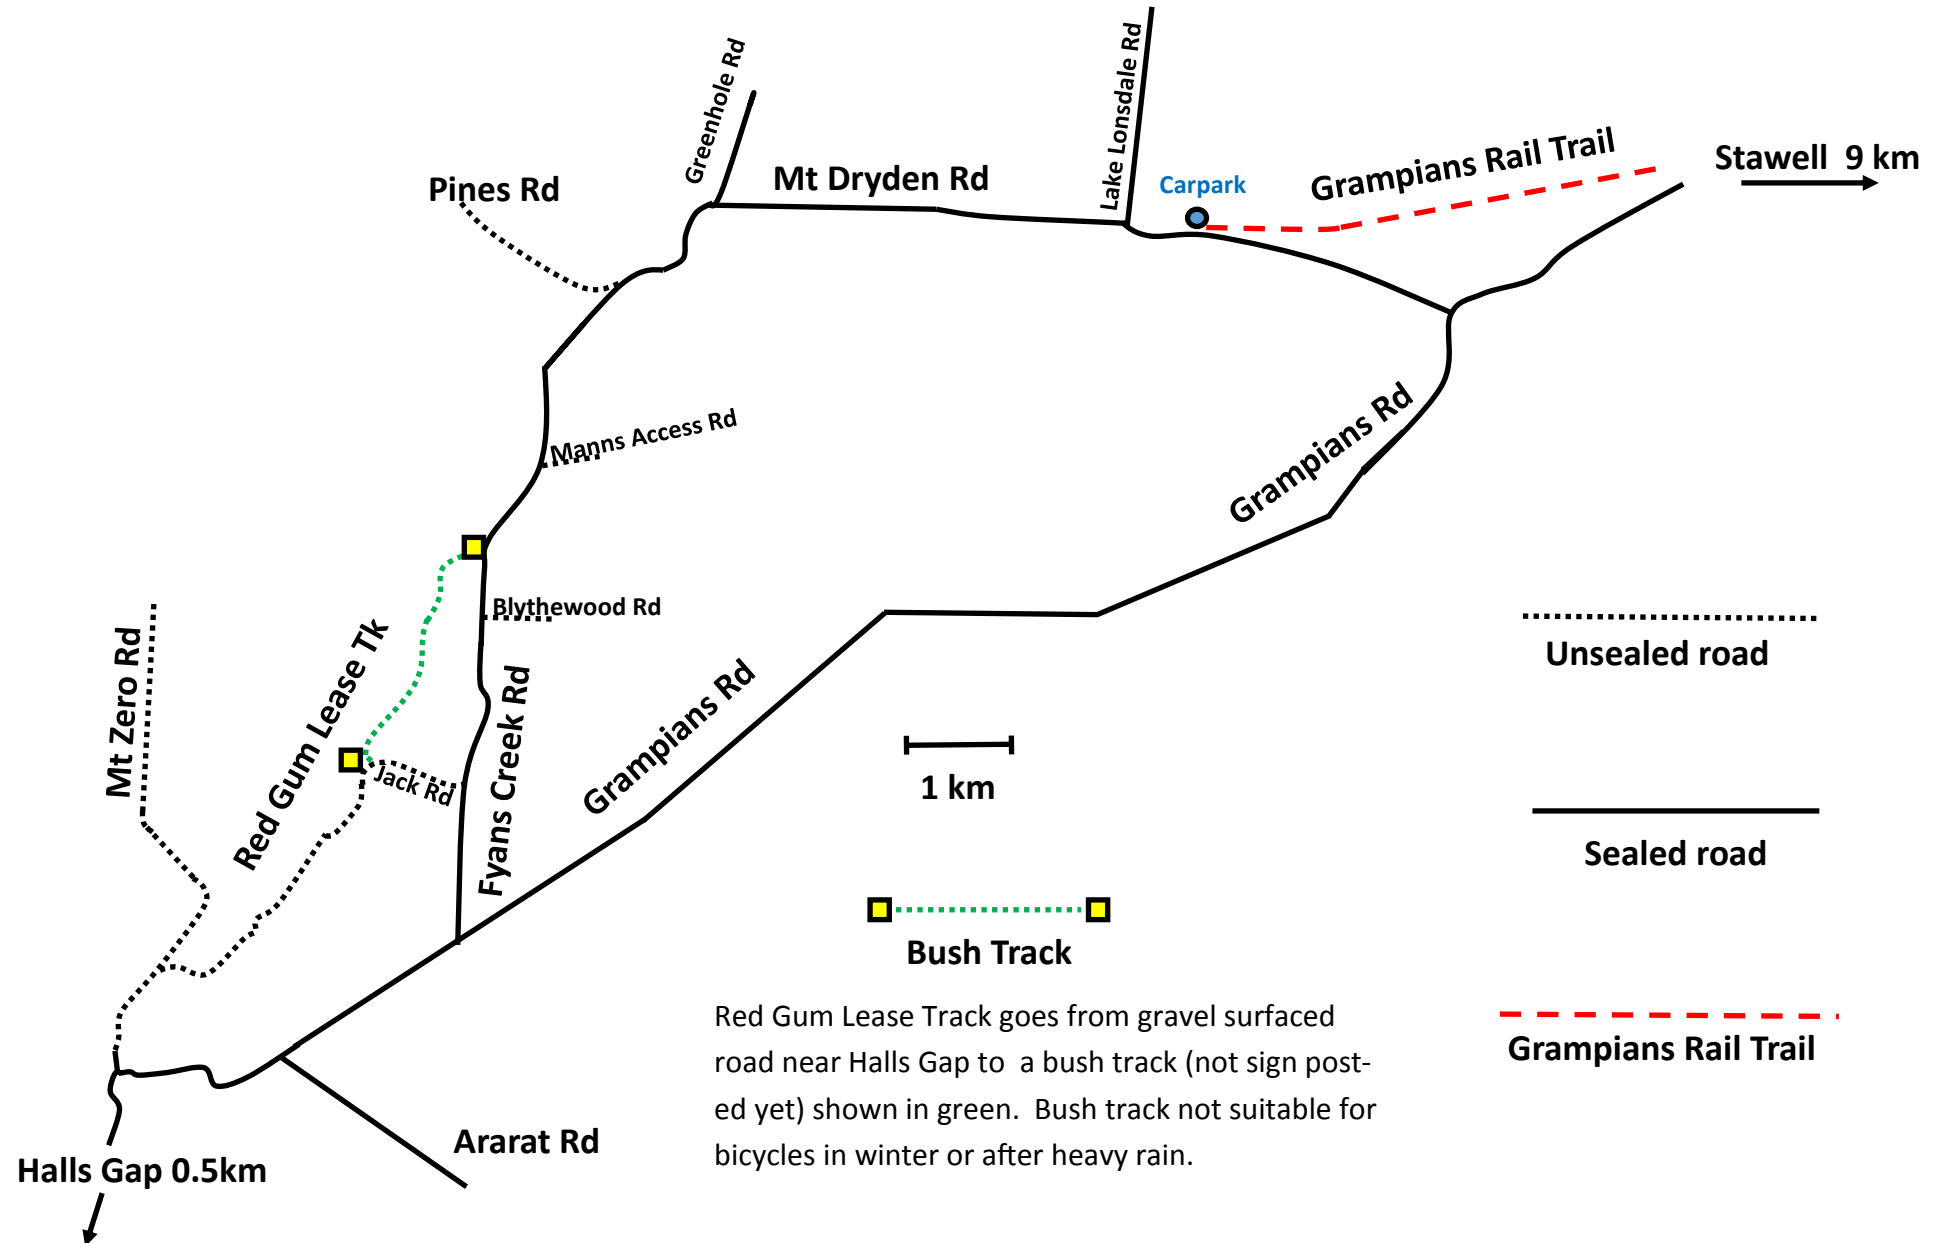 Greenhole Rd
Lake Lonsdale Rd
Pines Rd
Mt Dryden Rd
Carpark
Grampians Rail Trail
Stawell  9 km
Manns Access Rd
Grampians Rd
Blythewood Rd
Mt Zero Rd
Red Gum Lease Tk
Jack Rd
Fyans Creek Rd
Grampians Rd
1 km
Unsealed road
Sealed road
Bush Track
Grampians Rail Trail
Red Gum Lease Track goes from gravel surfaced
road near Halls Gap to  a bush track (not sign post-
ed yet) shown in green.  Bush track not suitable for
bicycles in winter or after heavy rain.
Ararat Rd
Halls Gap 0.5km